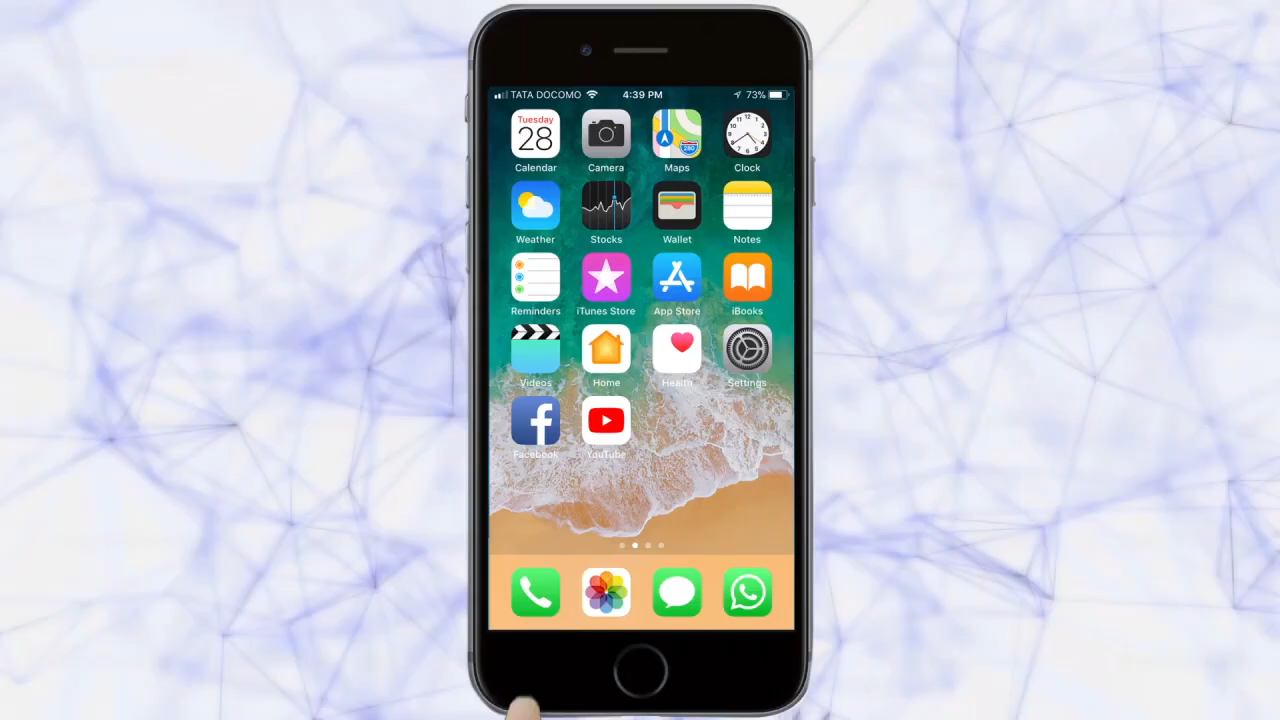 TATA DOCOMO 4:39 PM 73%
Tuesday
28
Calendar Camera Maps Clock
Weather Stocks Wallet Notes
Reminders iTunes Store App Store iBooks
Videos Home Health Settings
Facebook YouTube